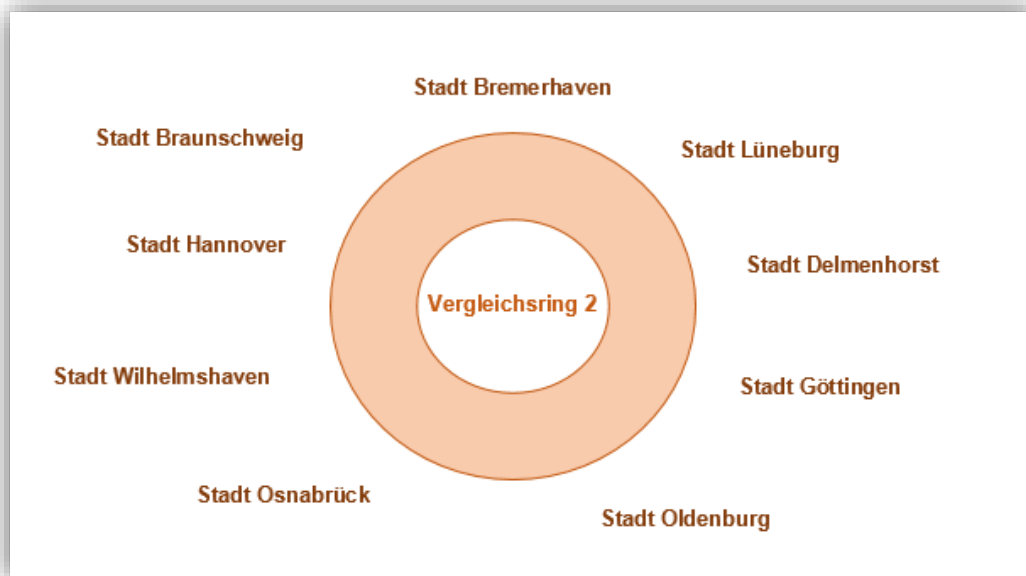 Stadt Bremerhaven
Stadt Braunschweig
Stadt Lüneburg
Stadt Hannover
Stadt Delmenhorst
Vergleichsring 2
Stadt Wilhelmshaven
Stadt Göttingen
Stadt Osnabrück
Stadt Oldenburg